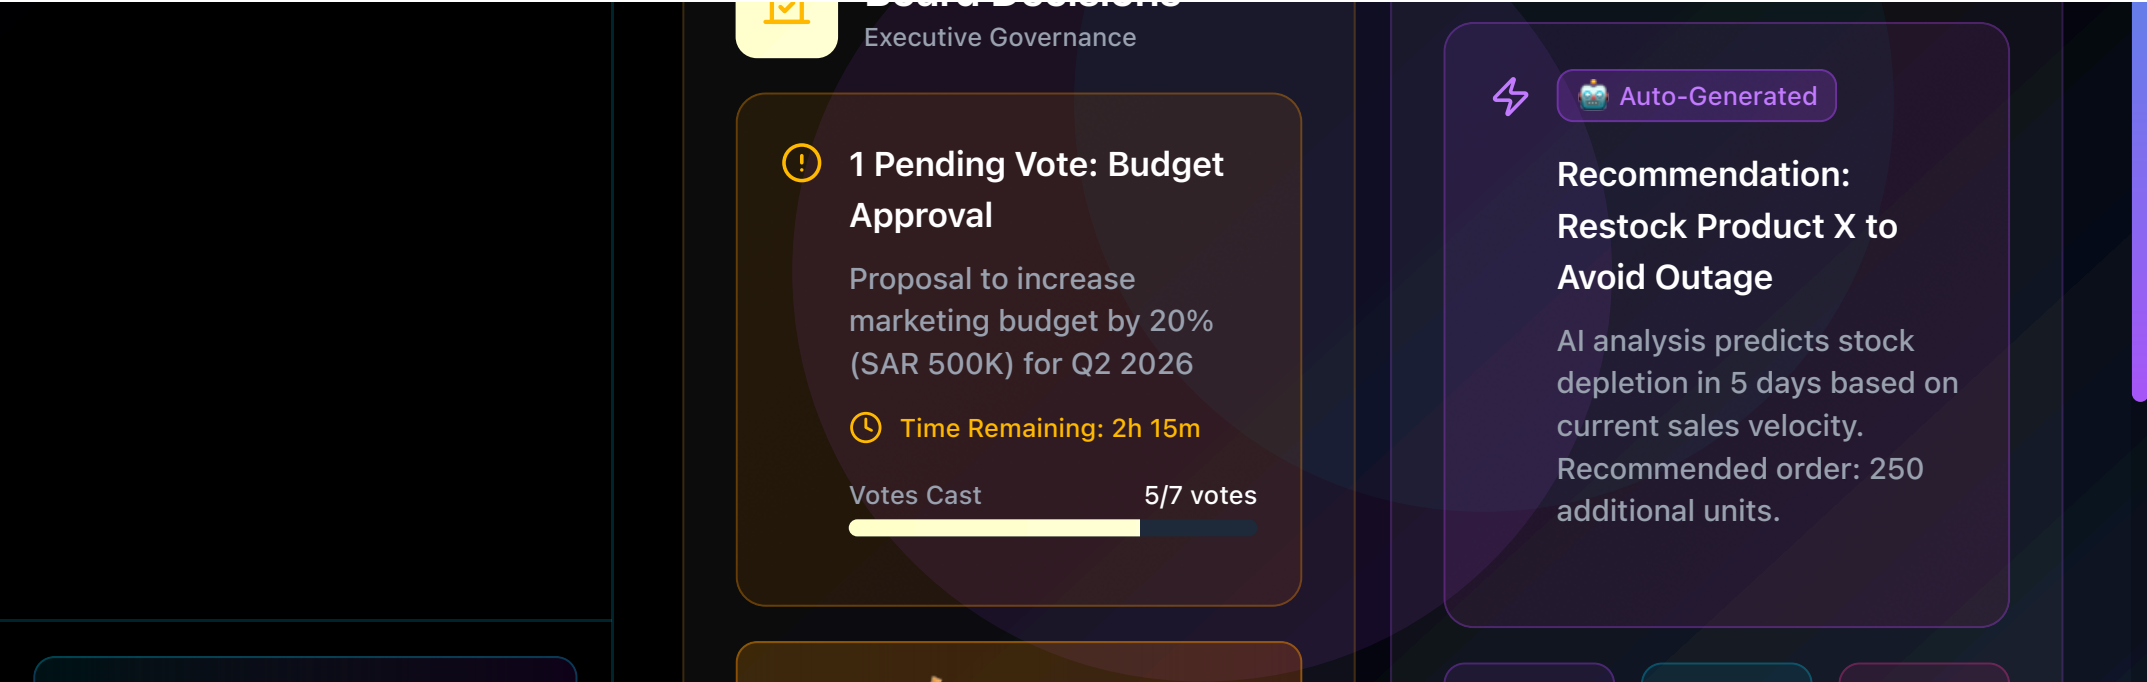 Board Decisions
Executive Governance
1 Pending Vote: Budget
Approval
Proposal to increase
marketing budget by 20%
(SAR 500K) for Q2 2026
Time Remaining: 2h 15m
Votes Cast
5/7 votes
Auto-Generated
Recommendation:
Restock Product X to
Avoid Outage
AI analysis predicts stock
depletion in 5 days based on
current sales velocity.
Recommended order: 250
additional units.